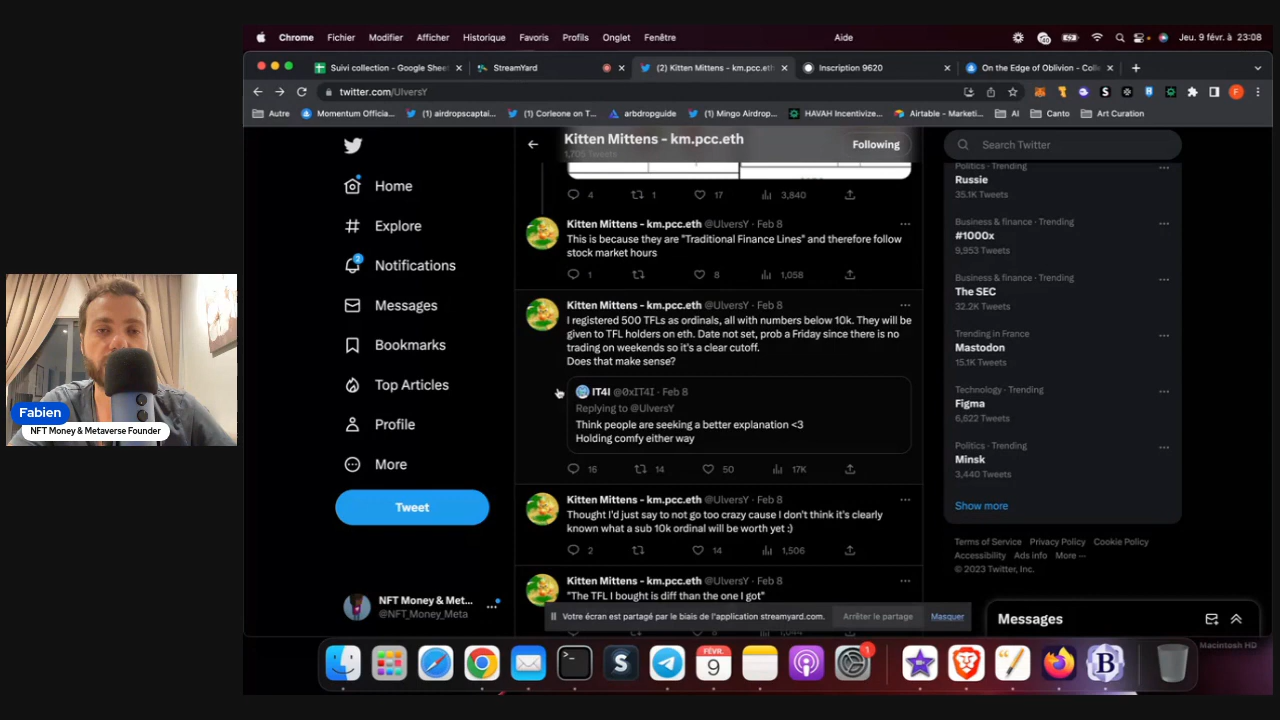 Chrome Fichier Modifier Afficher Historique Favoris Profils Onglet Fenêtre Aide Jeu. 9 févr à 23:08
Suivi collection - Google Sheet StreamYard (2) Kitten Mittens - km.pcc.eth Inscription 9620 On the Edge of Oblivion - Coll
twitter.com/UlversY F
Autre Momentum Officia... (1) airdropscaptai... (1) Corleone on T... airdropguide (1) Mingo Airdrop... HAVAH Incentivize... Airtable - Marketi... AI Canto Art Curation
Kitten Mittens - km.pcc.eth
1,705 Tweets
Following
Search Twitter
Home
Explore
2
Notifications
Messages
Bookmarks
Top Articles
Profile
More
Tweet
NFT Money & Met...
@NFT_Money_Meta
4 1 17 3,840
Kitten Mittens - km.pcc.eth @UlversY · Feb 8
This is because they are "Traditional Finance Lines" and therefore follow
stock market hours
1 8 1,058
Kitten Mittens - km.pcc.eth @UlversY · Feb 8
I registered 500 TFLs as ordinals, all with numbers below 10k. They will be
given to TFL holders on eth. Date not set, prob a Friday since there is no
trading on weekends so it's a clear cutoff.
Does that make sense?
IT4I @0xIT4I · Feb 8
Replying to @UlversY
Think people are seeking a better explanation <3
Holding comfy either way
16 14 50 17K
Kitten Mittens - km.pcc.eth @UlversY · Feb 8
Thought I'd just say to not go too crazy cause I don't think it's clearly
known what a sub 10k ordinal will be worth yet :)
2 14 1,506
Kitten Mittens - km.pcc.eth @UlversY · Feb 8
"The TFL I bought is diff than the one I got"
Votre écran est partagé par le biais de l'application streamyard.com. Arrêter le partage Masquer
Politics · Trending
Russie
35.1K Tweets
Business & finance · Trending
#1000x
9,953 Tweets
Business & finance · Trending
The SEC
32.2K Tweets
Trending in France
Mastodon
15.1K Tweets
Technology · Trending
Figma
6,622 Tweets
Politics · Trending
Minsk
3,440 Tweets
Show more
Terms of Service Privacy Policy Cookie Policy
Accessibility Ads info More ···
© 2023 Twitter, Inc.
Messages
Macintosh HD
FÉVR.
9
1
S
B
Fabien
NFT Money & Metaverse Founder